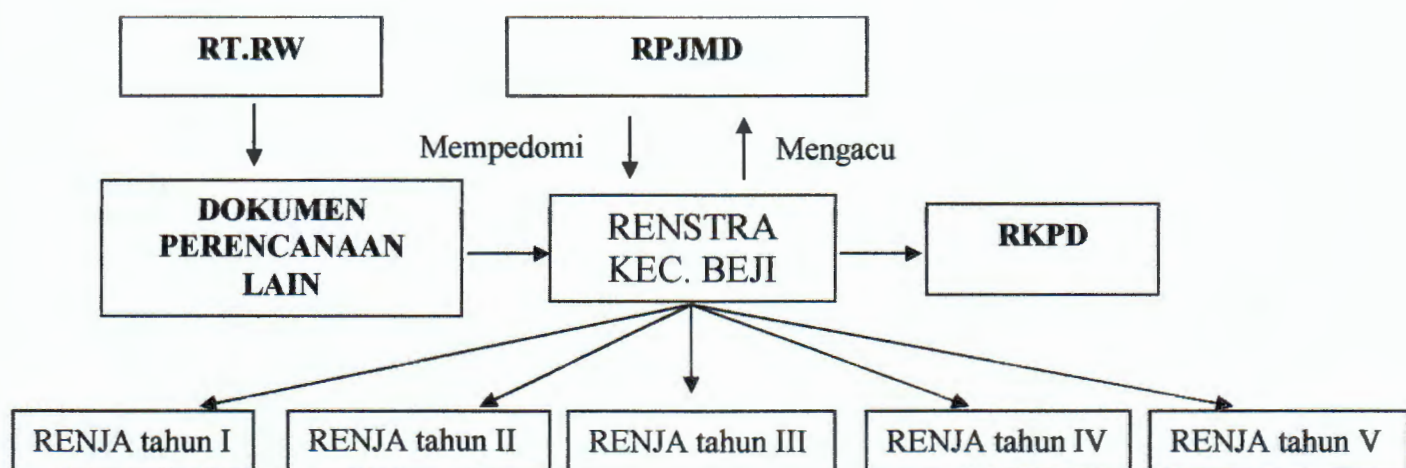 RT.RW
RPJMD
Mempedomi
Mengacu
DOKUMEN
PERENCANAAN
LAIN
RENSTRA
KEC. BEJI
RKPD
RENJA tahun I
RENJA tahun II
RENJA tahun III
RENJA tahun IV
RENJA tahun V